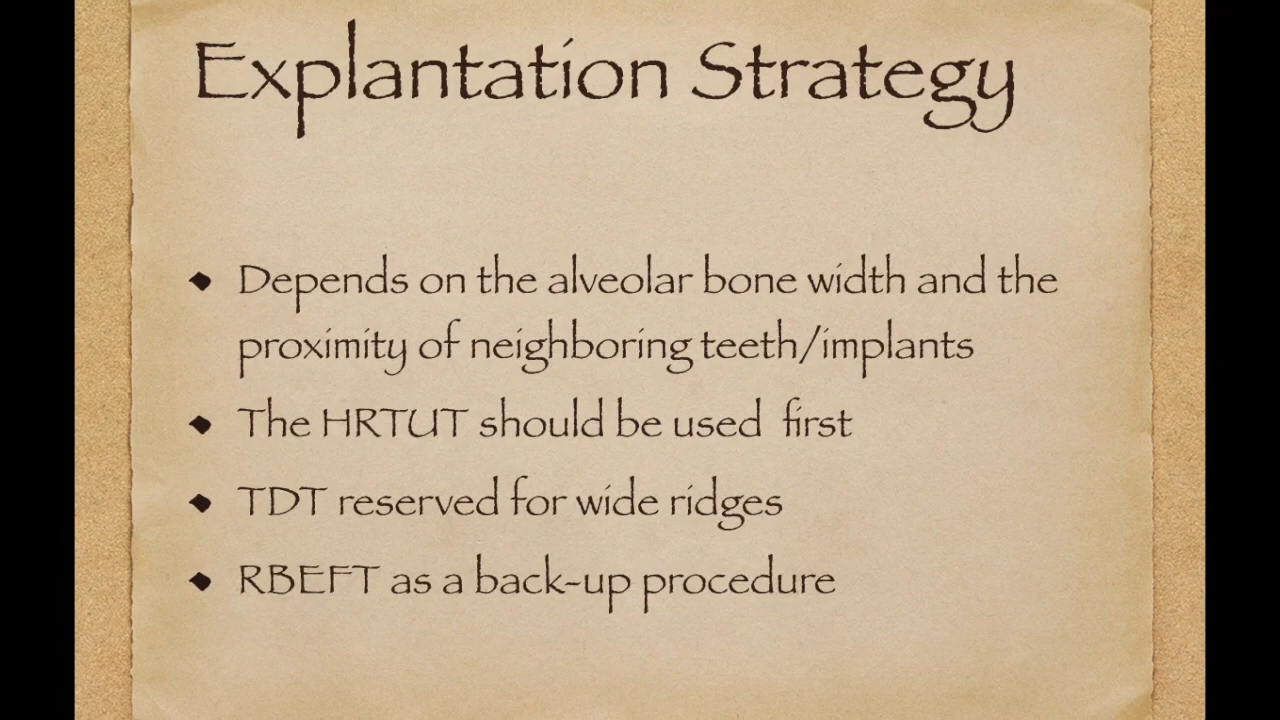 Explantation Strategy
◆ Depends on the alveolar bone width and the
proximity of neighboring teeth/implants
◆ The HRTUT should be used  first
◆ TDT reserved for wide ridges
◆ RBEFT as a back-up procedure